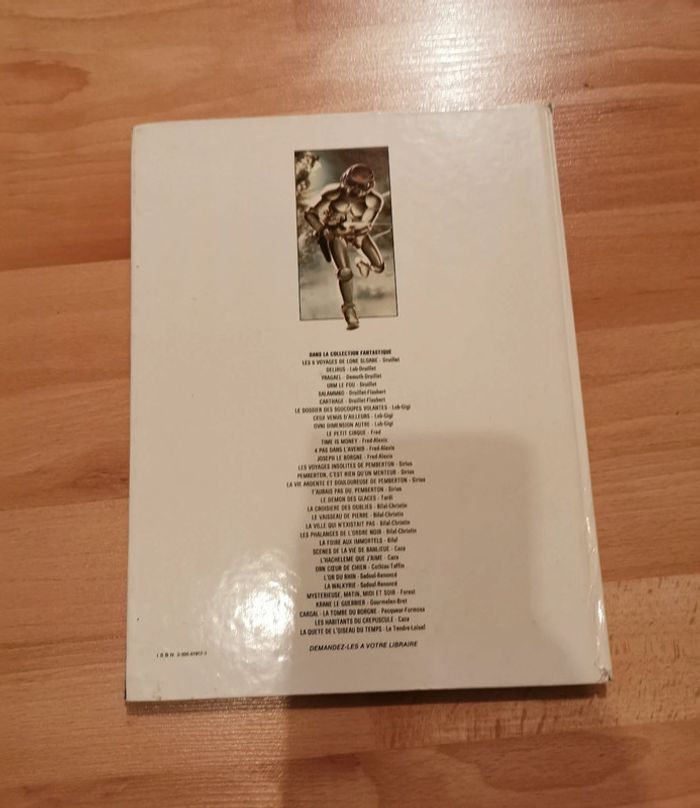 DANS LA COLLECTION FANTASTIQUE
LES 6 VOYAGES DE LONE SLOANE - Druillet
DELIRIUS - Lob-Druillet
YRAGAEL - Demuth-Druillet
URM LE FOU - Druillet
SALAMMBO - Druillet-Flaubert
CARTHAGE - Druillet-Flaubert
LE DOSSIER DES SOUCOUPES VOLANTES - Lob-Gigi
CEUX VENUS D'AILLEURS - Lob-Gigi
OVNI DIMENSION AUTRE - Lob-Gigi
LE PETIT CIRQUE - Fred
TIME IS MONEY - Fred-Alexis
4 PAS DANS L'AVENIR - Fred-Alexis
JOSEPH LE BORGNE - Fred-Alexis
LES VOYAGES INSOLITES DE PEMBERTON - Sirius
PEMBERTON, C'EST RIEN QU'UN MENTEUR - Sirius
LA VIE ARDENTE ET DOULOUREUSE DE PEMBERTON - Sirius
T'AURAIS PAS DU, PEMBERTON - Sirius
LE DEMON DES GLACES - Tardi
LA CROISIERE DES OUBLIES - Bilal-Christin
LE VAISSEAU DE PIERRE - Bilal-Christin
LA VILLE QUI N'EXISTAIT PAS - Bilal-Christin
LES PHALANGES DE L'ORDRE NOIR - Bilal-Christin
LA FOIRE AUX IMMORTELS - Bilal
SCENES DE LA VIE DE BANLIEUE - Caza
L'HACHELEME QUE J'AIME - Caza
ORN CŒUR DE CHIEN - Cothias-Taffin
L'OR DU RHIN - Sadoul-Renoncé
LA WALKYRIE - Sadoul-Renoncé
MYSTERIEUSE, MATIN, MIDI ET SOIR - Forest
KRANE LE GUERRIER - Gourmelen-Bret
CARGAL - LA TOMBE DU BORGNE - Pecqueur-Formosa
LES HABITANTS DU CREPUSCULE - Caza
LA QUETE DE L'OISEAU DU TEMPS - Le Tendre-Loisel
DEMANDEZ-LES A VOTRE LIBRAIRE
I S B N